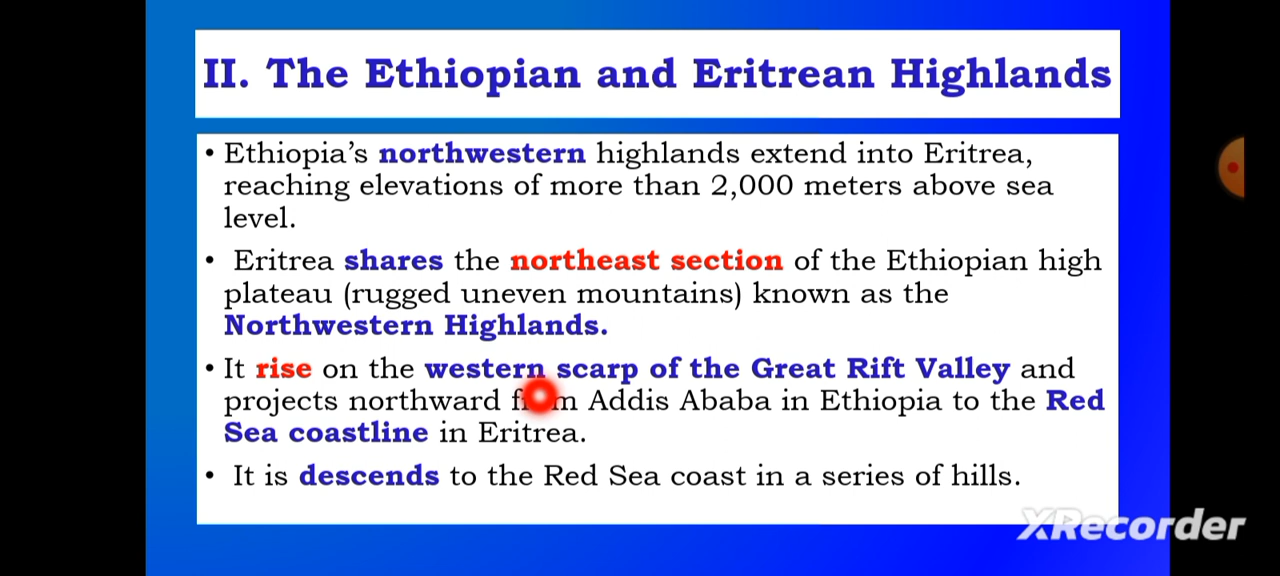 II. The Ethiopian and Eritrean Highlands
• Ethiopia's northwestern highlands extend into Eritrea,
reaching elevations of more than 2,000 meters above sea
level.
• Eritrea shares the northeast section of the Ethiopian high
plateau (rugged uneven mountains) known as the
Northwestern Highlands.
• It rise on the western scarp of the Great Rift Valley and
projects northward from Addis Ababa in Ethiopia to the Red
Sea coastline in Eritrea.
• It is descends to the Red Sea coast in a series of hills.
XRecorder